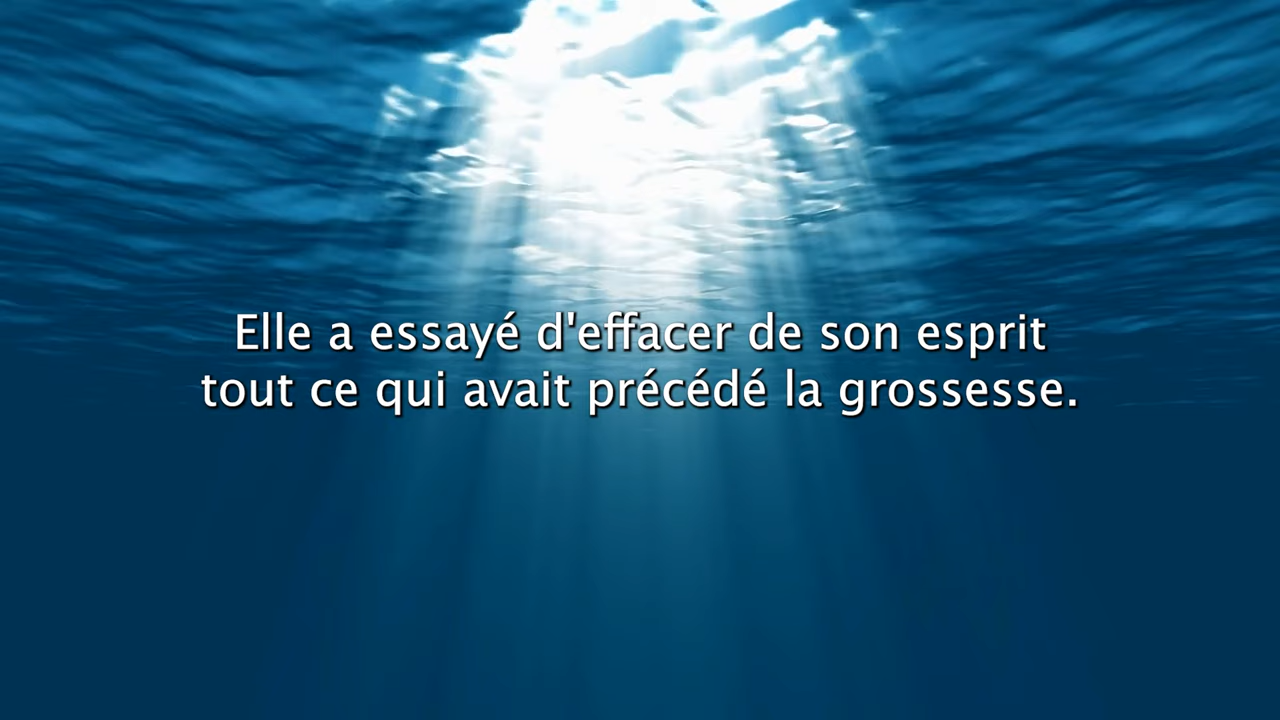 Elle a essayé d'effacer de son esprit
tout ce qui avait précédé la grossesse.